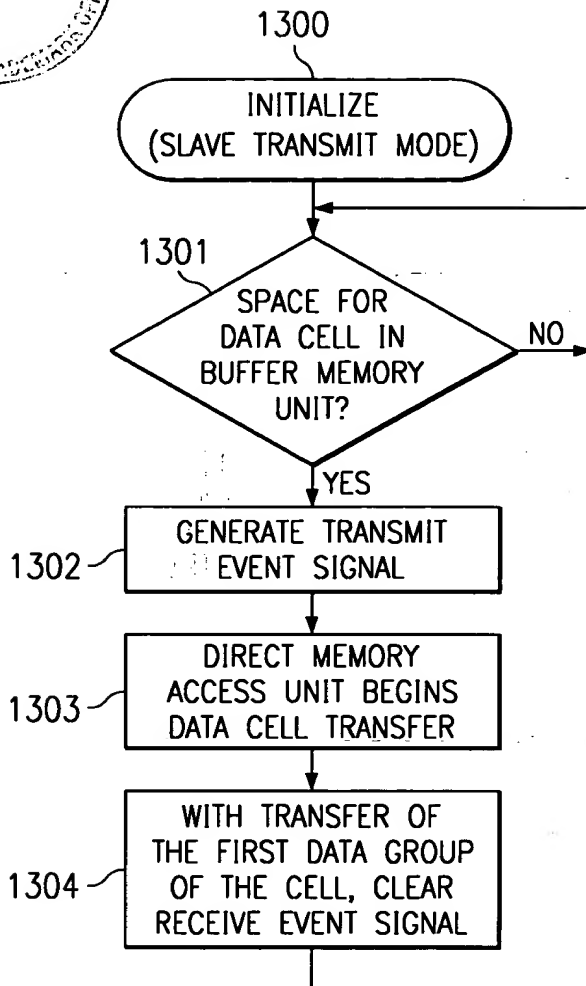 1300
INITIALIZE
(SLAVE TRANSMIT MODE)
1301
SPACE FOR
DATA CELL IN
BUFFER MEMORY
UNIT?
NO
YES
1302
GENERATE TRANSMIT
EVENT SIGNAL
1303
DIRECT MEMORY
ACCESS UNIT BEGINS
DATA CELL TRANSFER
1304
WITH TRANSFER OF
THE FIRST DATA GROUP
OF THE CELL, CLEAR
RECEIVE EVENT SIGNAL